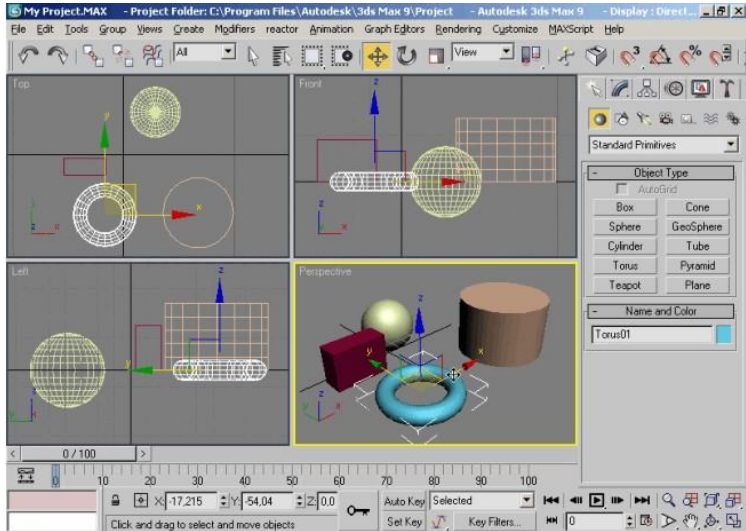 My Project.MAX - Project Folder: C:\Program Files\Autodesk\3ds Max 9\Project - Autodesk 3ds Max 9 - Display : Direct...
File Edit Tools Group Views Create Modifiers reactor Animation Graph Editors Rendering Customize MAXScript Help
All View 3 %
Top
y
x
z x
Front
z
x
z x
Standard Primitives
- Object Type
AutoGrid
Box Cone
Sphere GeoSphere
Cylinder Tube
Torus Pyramid
Teapot Plane
- Name and Color
Torus01
Left
z
y
y
Perspective
z
y x
z
x
< 0 / 100 >
0 10 20 30 40 50 60 70 80 90 100
X: -17,215 Y: -54,04 Z: 0,0 Auto Key Selected
Click and drag to select and move objects Set Key Key Filters... 0